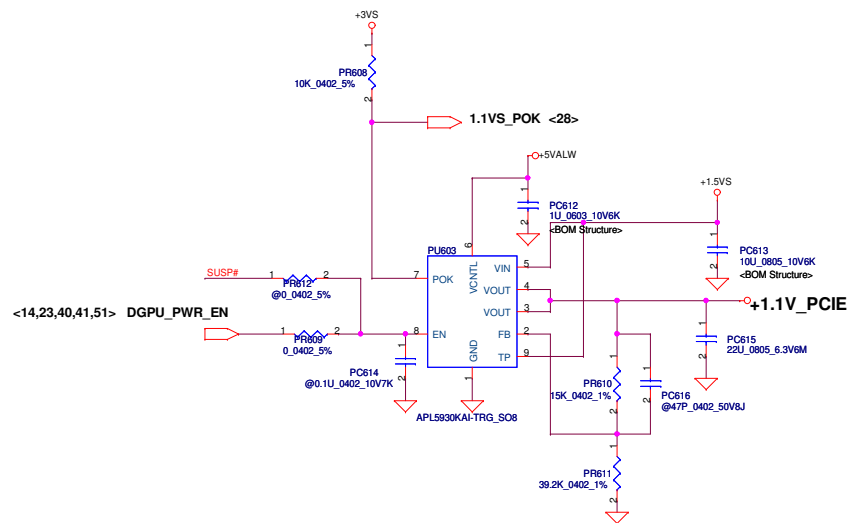 +3VS
1
PR608
10K_0402_5%
2
1.1VS_POK <28>
+5VALW
1
PC612
1U_0603_10V6K
2
<BOM Structure>
+1.5VS
1
PC613
10U_0805_10V6K
2
<BOM Structure>
PU603
6
VCNTL
7
POK
VIN
5
VOUT
4
VOUT
3
8
EN
FB
2
TP
9
GND
1
APL5930KAI-TRG_SO8
SUSP#
1
2
PR612
@0_0402_5%
<14,23,40,41,51> DGPU_PWR_EN
1
2
PR609
0_0402_5%
1
PC614
2
@0.1U_0402_10V7K
+1.1V_PCIE
1
PC615
22U_0805_6.3V6M
2
1
PR610
15K_0402_1%
2
1
PC616
2
@47P_0402_50V8J
1
PR611
39.2K_0402_1%
2